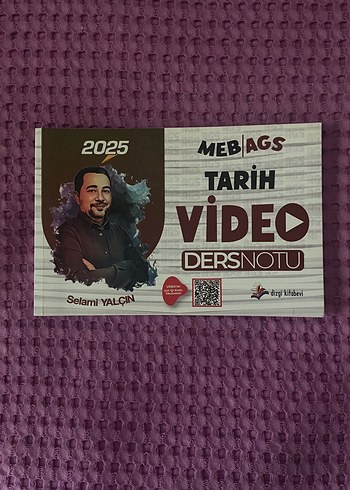 2025
MEB|AGS
TARİH
VİDEO
DERSNOTU
Selami YALÇIN
dizgi kitabevi